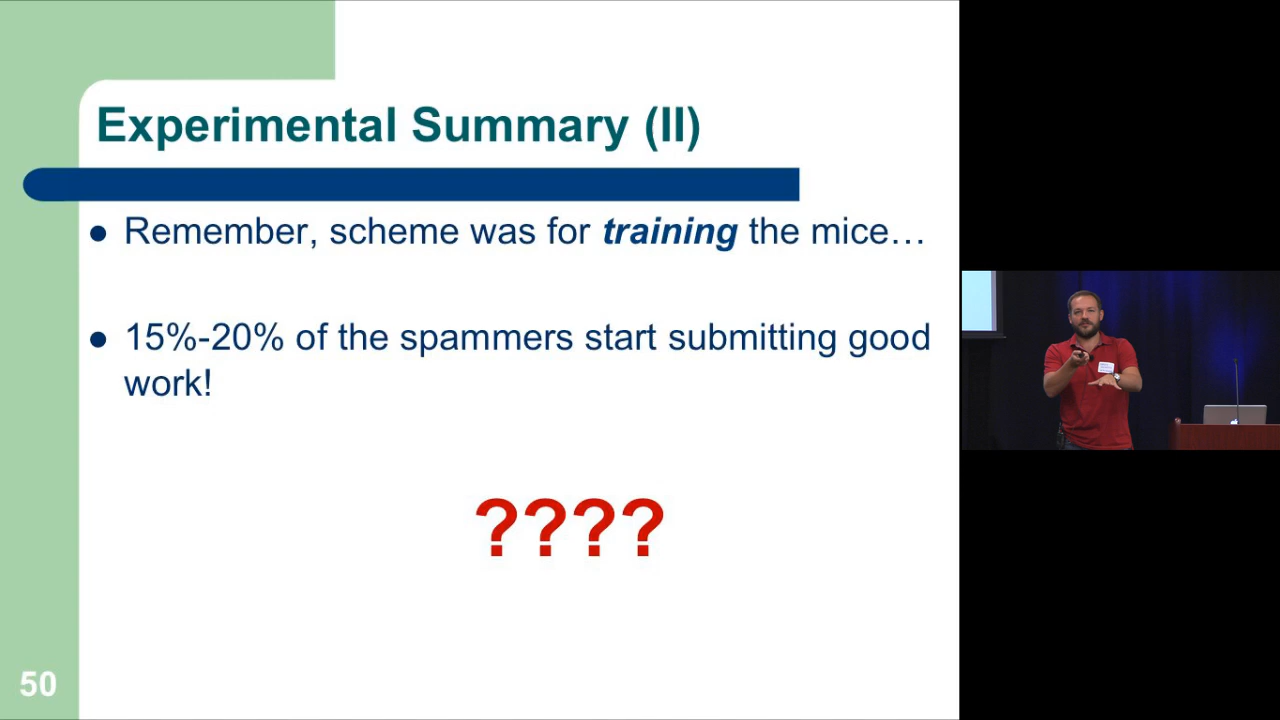 Experimental Summary (II)
● Remember, scheme was for training the mice…
● 15%-20% of the spammers start submitting good
work!
????
50